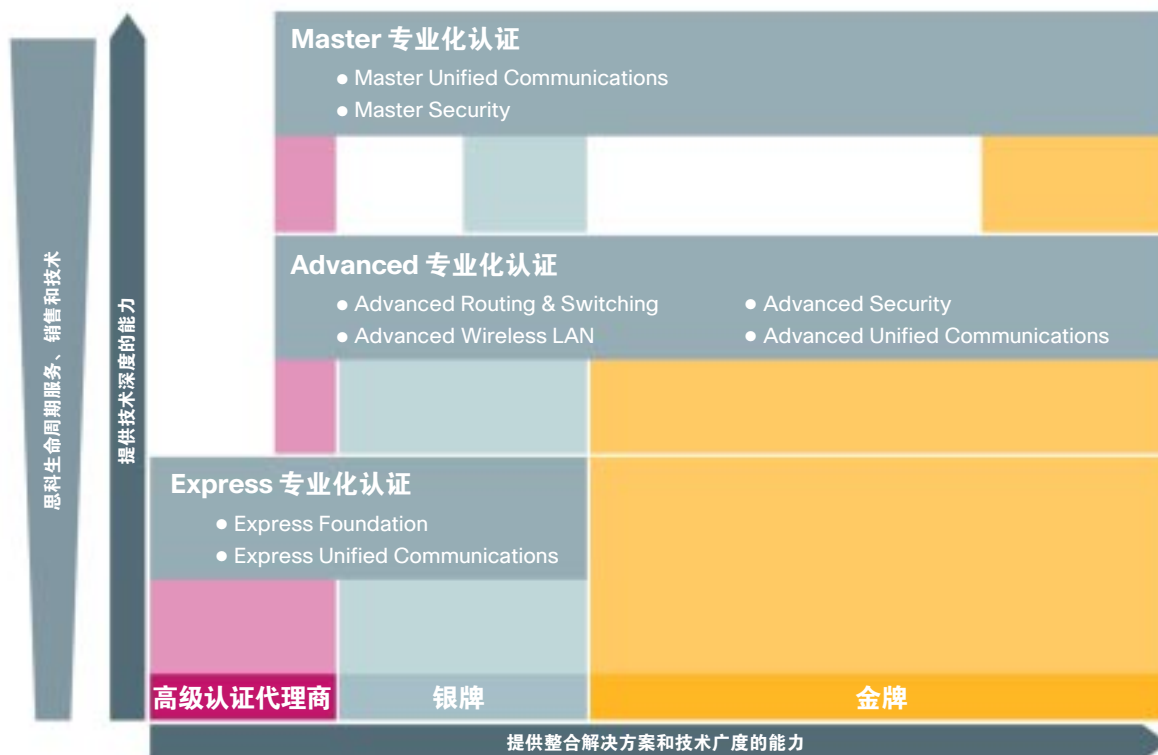 Master 专业化认证
● Master Unified Communications
● Master Security
Advanced 专业化认证
● Advanced Routing & Switching
● Advanced Security
● Advanced Wireless LAN
● Advanced Unified Communications
思科生命周期服务、销售和技术
提供技术深度的能力
Express 专业化认证
● Express Foundation
● Express Unified Communications
高级认证代理商
银牌
金牌
提供整合解决方案和技术广度的能力